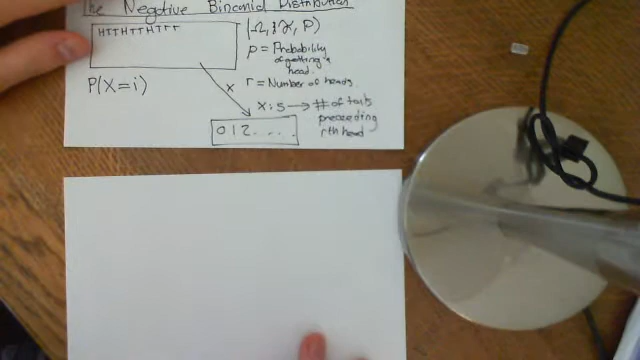 The Negative Binomial Distribution
HTTHTTHTTT
(Ω, F, P)
p = Probability
of getting a
head.
r = Number of heads.
P(X=i)
X
X: s → # of tails
preceeding
rth head
0 1 2 . . . .